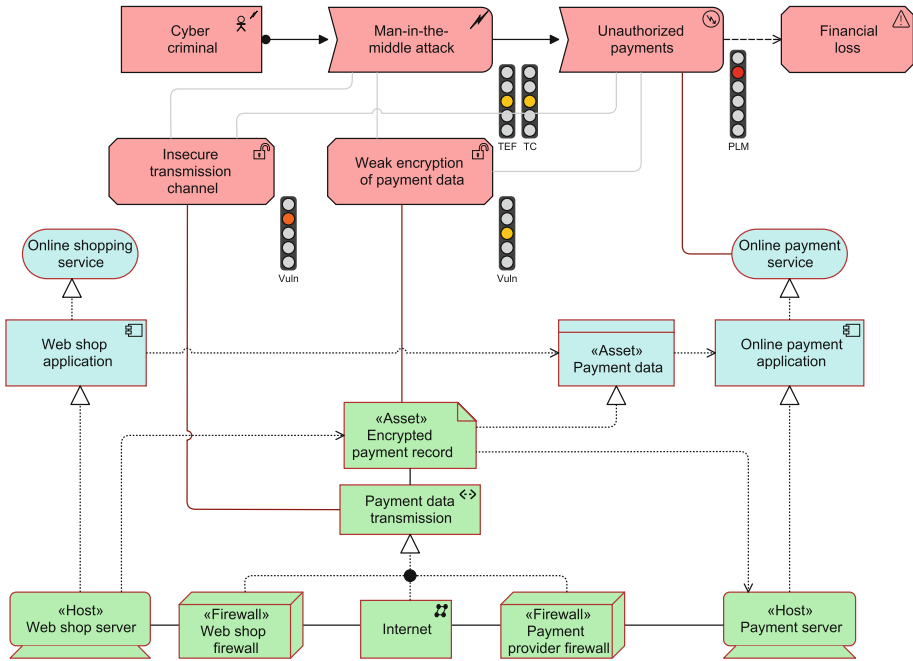 Cyber
criminal
Man-in-the-
middle attack
Unauthorized
payments
Financial
loss
TEF
TC
PLM
Insecure
transmission
channel
Weak encryption
of payment data
Vuln
Vuln
Online shopping
service
Online payment
service
Web shop
application
«Asset»
Payment data
Online payment
application
«Asset»
Encrypted
payment record
Payment data
transmission
«Host»
Web shop server
«Firewall»
Web shop
firewall
Internet
«Firewall»
Payment
provider firewall
«Host»
Payment server